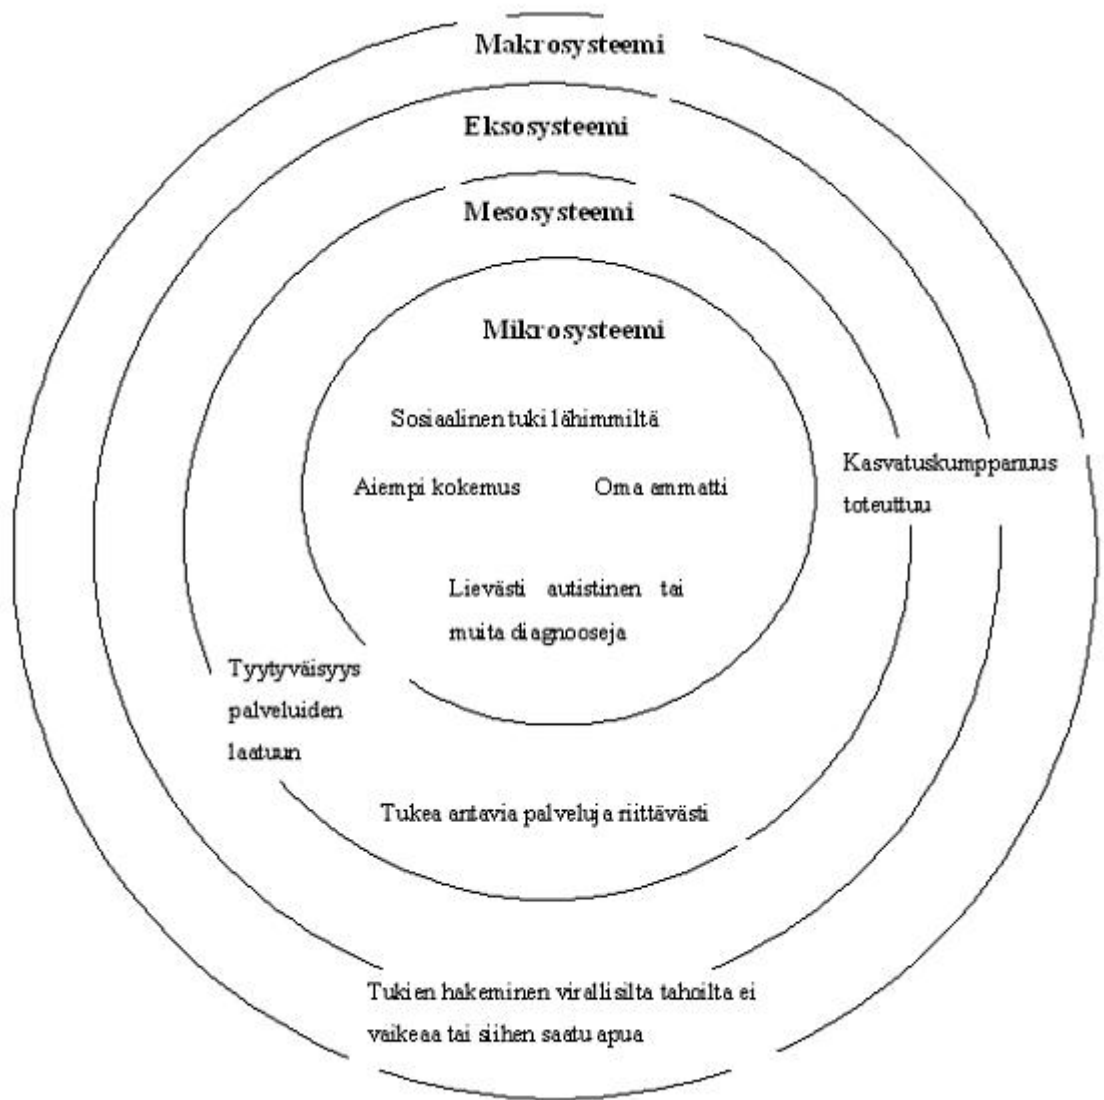 Makrosysteemi
Eksosysteemi
Mesosysteemi
Mikrosysteemi
Sosiaalinen tuki lähimmiltä
Aiempi kokemus
Oma ammatti
Kasvatuskumppanuus
toteuttuu
Lievästi autistinen tai
muita diagnooseja
Tyytyväisyys
palveluiden
laatuun
Tukea antavia palveluja riittävästi
Tukien hakeminen virallisilta tahoilta ei
vaikeaa tai siihen saatu apua